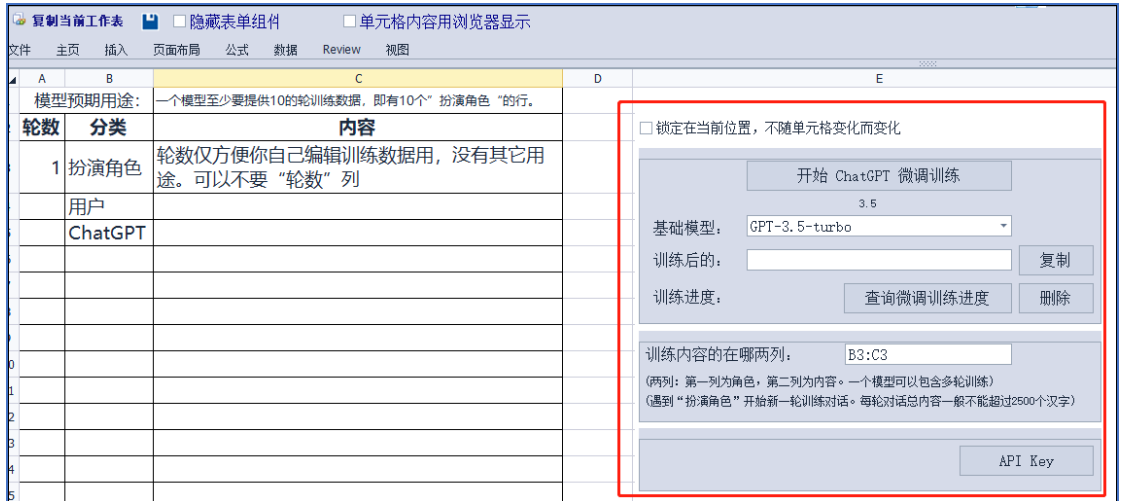 复制当前工作表 隐藏表单组件 单元格内容用浏览器显示
文件 主页 插入 页面布局 公式 数据 Review 视图
A B C D E
模型预期用途： 一个模型至少要提供10的轮训练数据，即有10个”扮演角色“的行。
轮数 分类 内容
1 扮演角色 轮数仅方便你自己编辑训练数据用，没有其它用
途。可以不要“轮数”列
用户
ChatGPT
锁定在当前位置，不随单元格变化而变化
开始 ChatGPT 微调训练
3.5
基础模型： GPT-3.5-turbo
训练后的： 复制
训练进度： 查询微调训练进度 删除
训练内容的在哪两列： B3:C3
(两列：第一列为角色，第二列为内容。一个模型可以包含多轮训练)
(遇到“扮演角色”开始新一轮训练对话。每轮对话总内容一般不能超过2500个汉字)
API Key